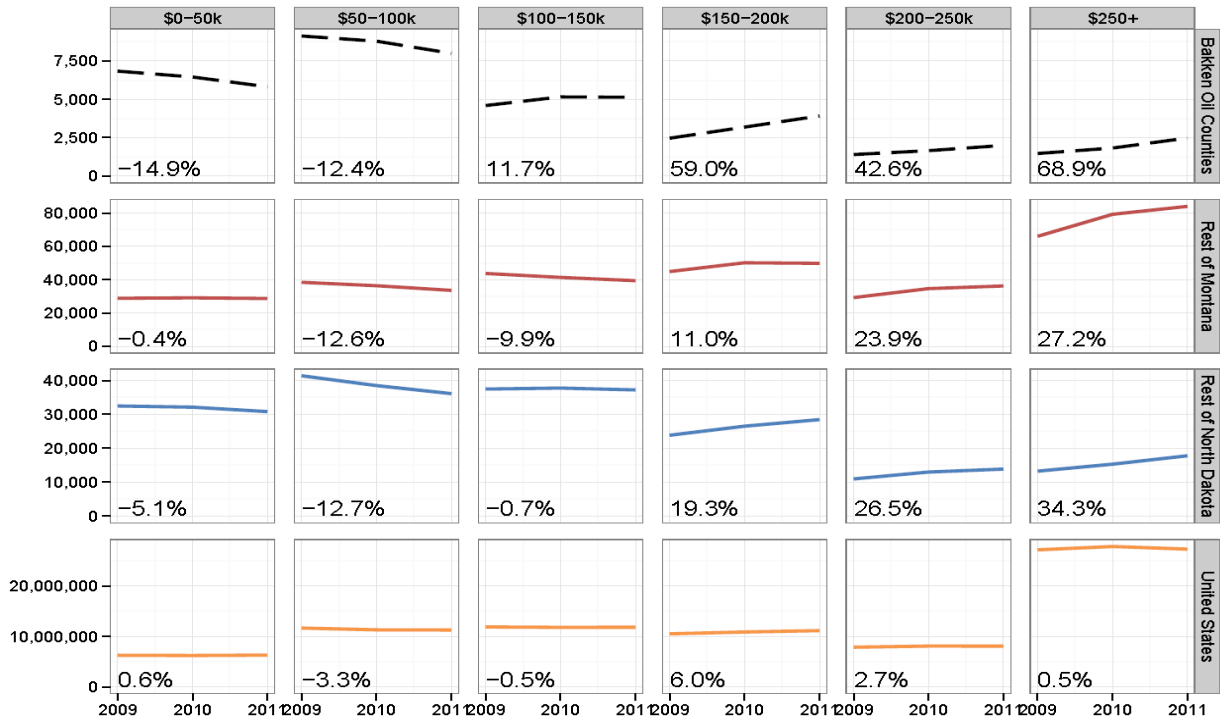 $0−50k $50−100k $100−150k $150−200k $200−250k $250+
7,500
5,000
2,500
0
−14.9% −12.4% 11.7% 59.0% 42.6% 68.9%
Bakken Oil Counties
80,000
60,000
40,000
20,000
0
−0.4% −12.6% −9.9% 11.0% 23.9% 27.2%
Rest of Montana
40,000
30,000
20,000
10,000
0
−5.1% −12.7% −0.7% 19.3% 26.5% 34.3%
Rest of North Dakota
20,000,000
10,000,000
0
0.6% −3.3% −0.5% 6.0% 2.7% 0.5%
United States
2009 2010 2011 2009 2010 2011 2009 2010 2011 2009 2010 2011 2009 2010 2011 2009 2010 2011